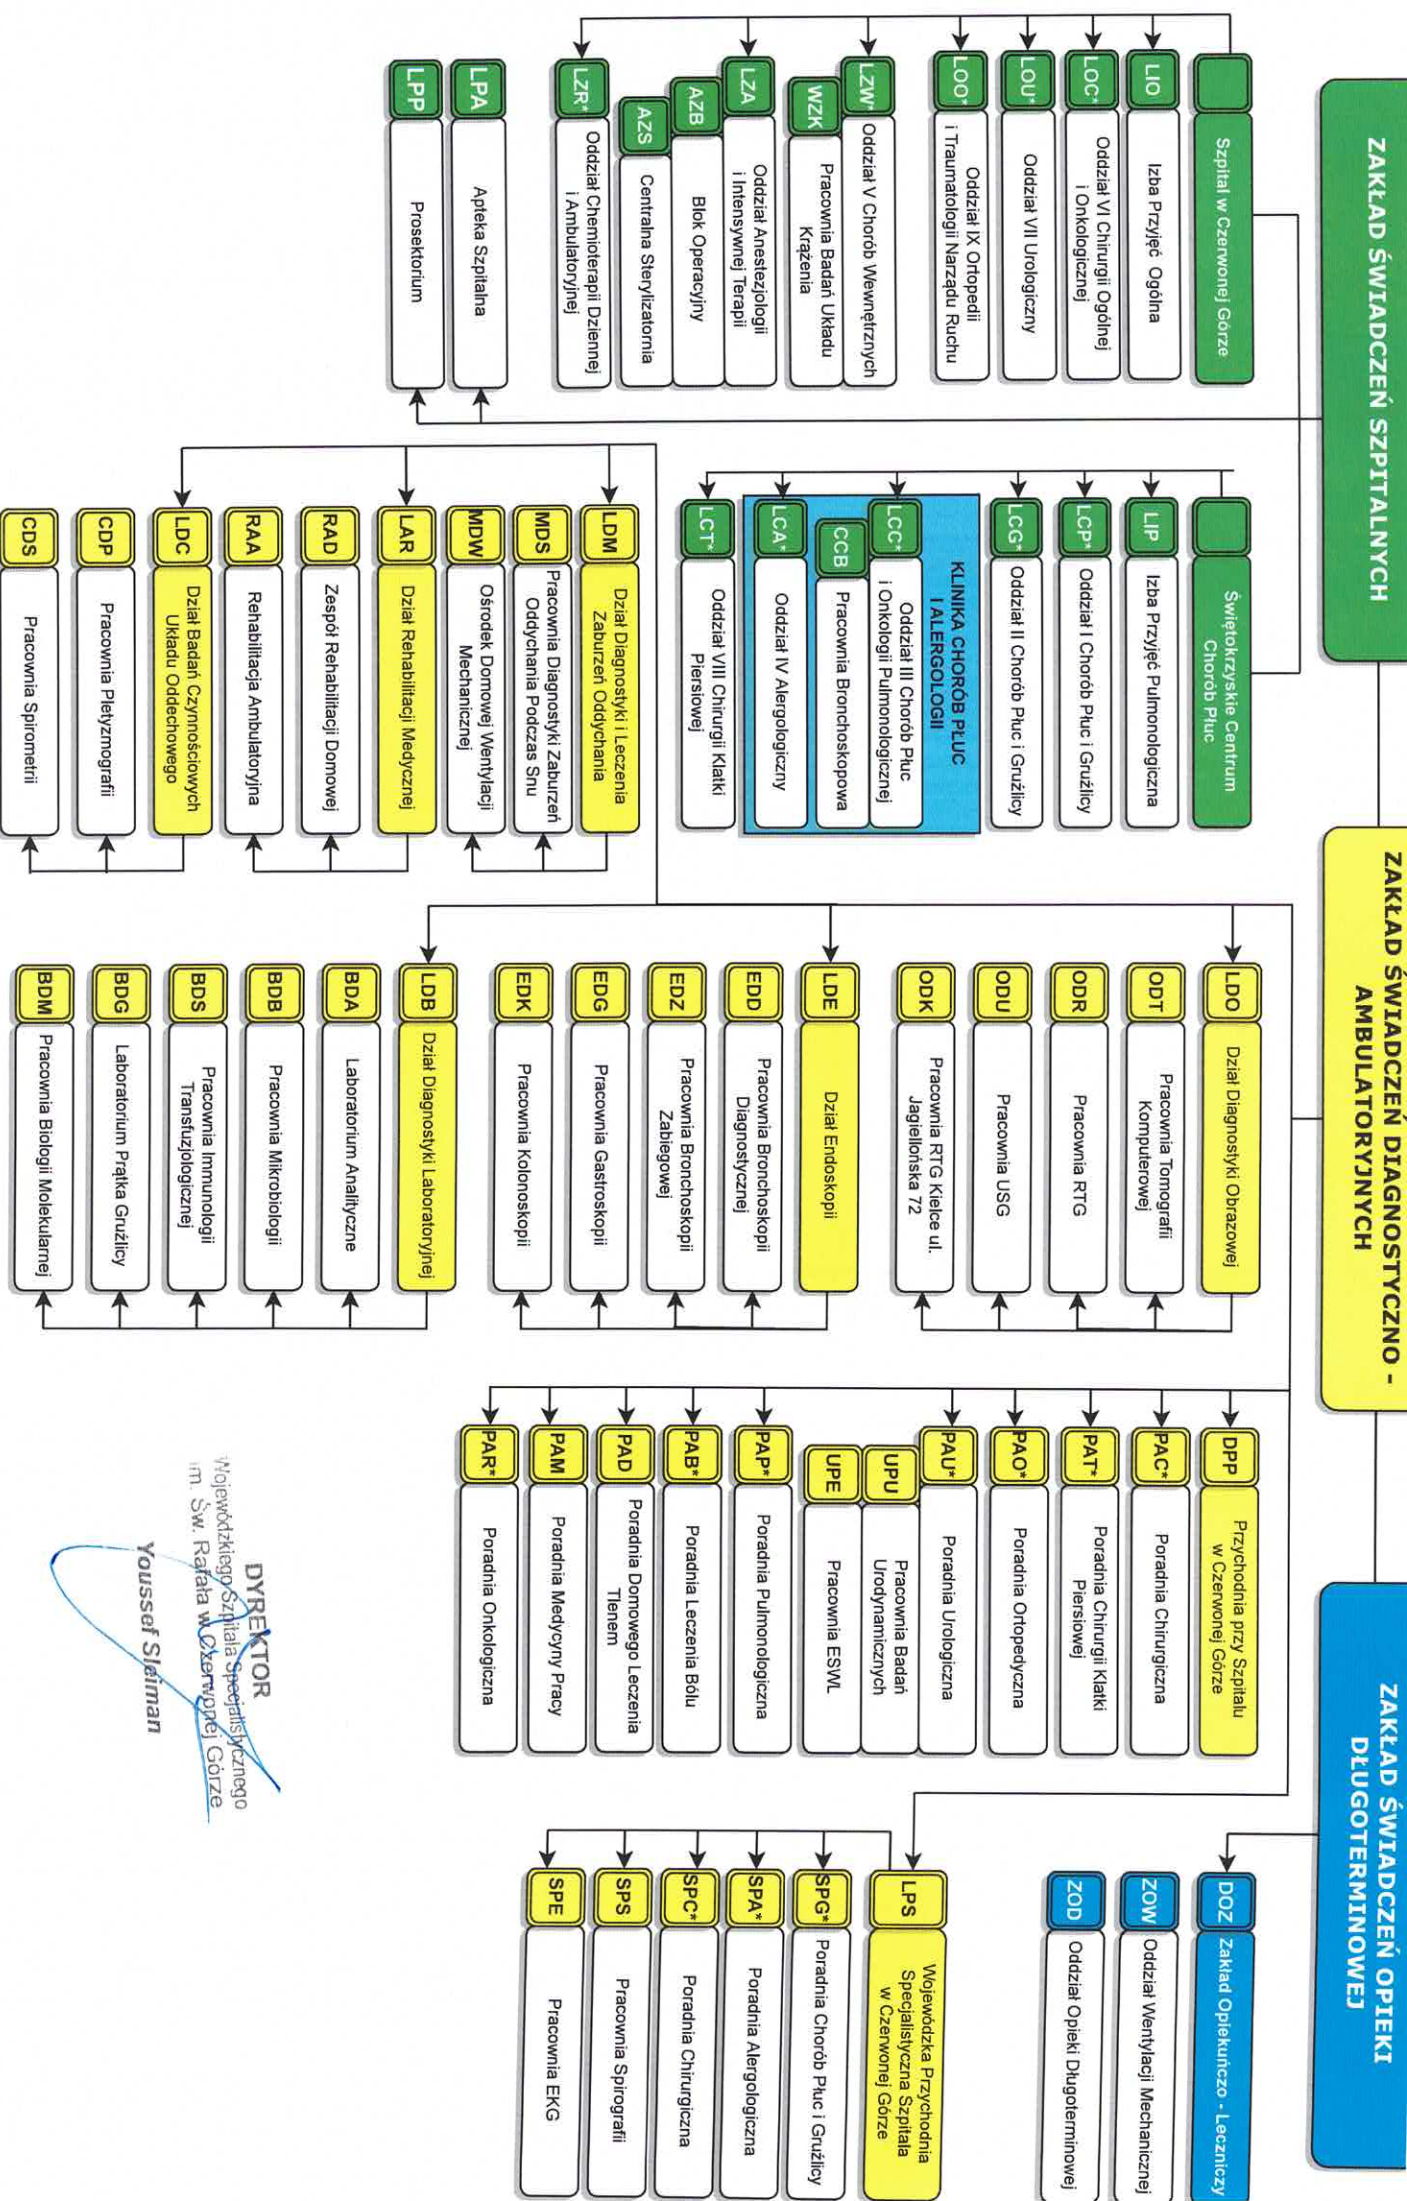 ZAKŁAD ŚWIADCZEŃ SZPITALNYCH
Szpital w Czerwonej Górze
LIO
Izba Przyjęć Ogólna
LOC*
Oddział VI Chirurgii Ogólnej
i Onkologicznej
LOU*
Oddział VII Urologiczny
LOO*
Oddział IX Ortopedii
i Traumatologii Narządu Ruchu
LZW*
Oddział V Chorób Wewnętrznych
WZK
Pracownia Badań Układu
Krążenia
LZA
Oddział Anestezjologii
i Intensywnej Terapii
AZB
Blok Operacyjny
AZS
Centralna Sterylizatornia
LZR*
Oddział Chemioterapii Dziennej
i Ambulatoryjnej
LPA
Apteka Szpitalna
LPP
Prosektorium
Świętokrzyskie Centrum
Chorób Płuc
LIP
Izba Przyjęć Pulmonologiczna
LCP*
Oddział I Chorób Płuc i Gruźlicy
LCG*
Oddział II Chorób Płuc i Gruźlicy
KLINIKA CHORÓB PŁUC
I ALERGOLOGII
LCC*
Oddział III Chorób Płuc
i Onkologii Pulmonologicznej
CCB
Pracownia Bronchoskopowa
LCA*
Oddział IV Alergologiczny
LCT*
Oddział VIII Chirurgii Klatki
Piersiowej
ZAKŁAD ŚWIADCZEŃ DIAGNOSTYCZNO -
AMBULATORYJNYCH
LDM
Dział Diagnostyki i Leczenia
Zaburzeń Oddychania
MDS
Pracownia Diagnostyki Zaburzeń
Oddychania Podczas Snu
MDW
Ośrodek Domowej Wentylacji
Mechanicznej
LAR
Dział Rehabilitacji Medycznej
RAD
Zespół Rehabilitacji Domowej
RAA
Rehabilitacja Ambulatoryjna
LDC
Dział Badań Czynnościowych
Układu Oddechowego
CDP
Pracownia Pletyzmografii
CDS
Pracownia Spirometrii
LDO
Dział Diagnostyki Obrazowej
ODT
Pracownia Tomografii
Komputerowej
ODR
Pracownia RTG
ODU
Pracownia USG
ODK
Pracownia RTG Kielce ul.
Jagiellońska 72
LDE
Dział Endoskopii
EDD
Pracownia Bronchoskopii
Diagnostycznej
EDZ
Pracownia Bronchoskopii
Zabiegowej
EDG
Pracownia Gastroskopii
EDK
Pracownia Kolonoskopii
LDB
Dział Diagnostyki Laboratoryjnej
BDA
Laboratorium Analityczne
BDB
Pracownia Mikrobiologii
BDS
Pracownia Immunologii
Transfuzjologicznej
BDG
Laboratorium Prątka Gruźlicy
BDM
Pracownia Biologii Molekularnej
DPP
Przychodnia przy Szpitalu
w Czerwonej Górze
PAC*
Poradnia Chirurgiczna
PAT*
Poradnia Chirurgii Klatki
Piersiowej
PAO*
Poradnia Ortopedyczna
PAU*
Poradnia Urologiczna
UPU
Pracownia Badań
Urodynamicznych
UPE
Pracownia ESWL
PAP*
Poradnia Pulmonologiczna
PAB*
Poradnia Leczenia Bólu
PAD
Poradnia Domowego Leczenia
Tlenem
PAM
Poradnia Medycyny Pracy
PAR*
Poradnia Onkologiczna
LPS
Wojewódzka Przychodnia
Specjalistyczna Szpitala
w Czerwonej Górze
SPG*
Poradnia Chorób Płuc i Gruźlicy
SPA*
Poradnia Alergologiczna
SPC*
Poradnia Chirurgiczna
SPS
Pracownia Spirografii
SPE
Pracownia EKG
ZAKŁAD ŚWIADCZEŃ OPIEKI
DŁUGOTERMINOWEJ
DOZ
Zakład Opiekuńczo - Leczniczy
ZOW
Oddział Wentylacji Mechanicznej
ZOD
Oddział Opieki Długoterminowej
DYREKTOR
Wojewódzkiego Szpitala Specjalistycznego
im. Św. Rafała w Czerwonej Górze
Youssef Sleiman